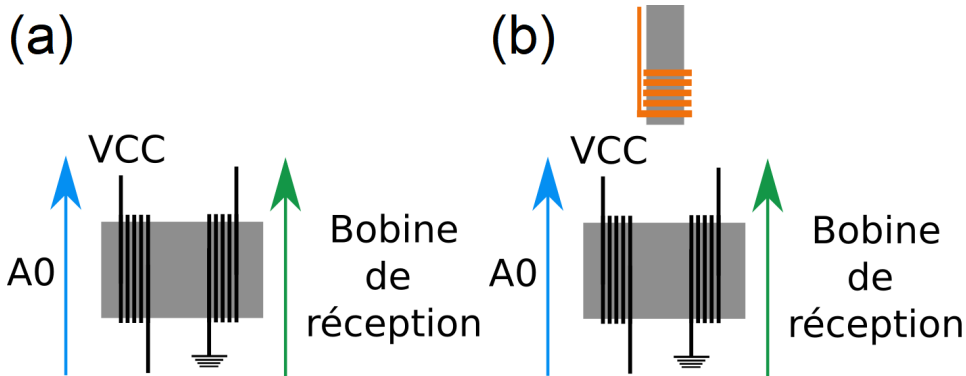 (a)
VCC
A0
Bobine
de
réception
(b)
VCC
A0
Bobine
de
réception